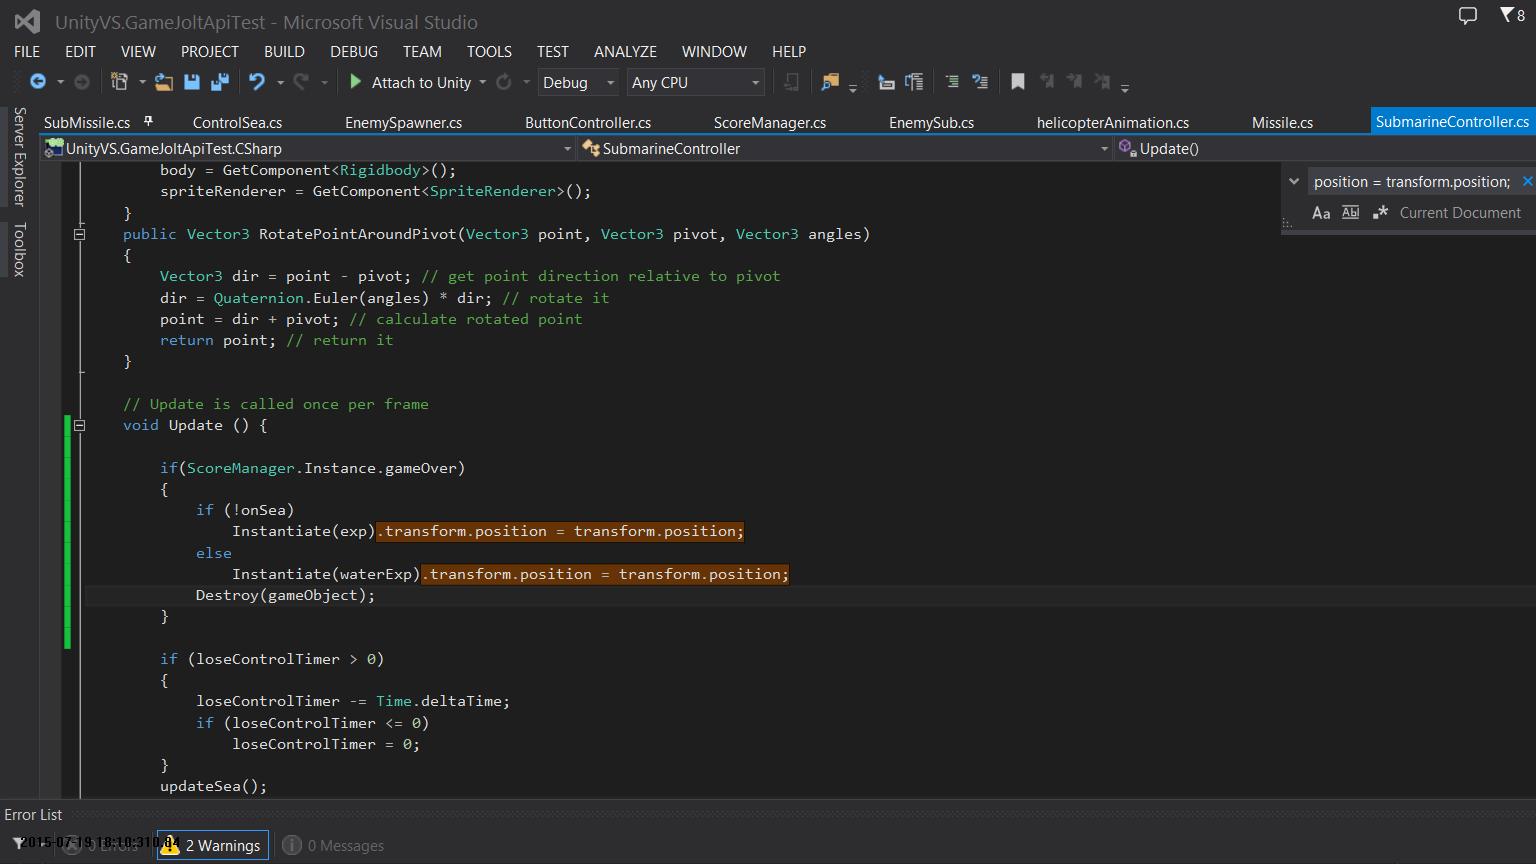 UnityVS.GameJoltApiTest - Microsoft Visual Studio
8
FILE EDIT VIEW PROJECT BUILD DEBUG TEAM TOOLS TEST ANALYZE WINDOW HELP
Attach to Unity Debug Any CPU
Server Explorer
Toolbox
SubMissile.cs ControlSea.cs EnemySpawner.cs ButtonController.cs ScoreManager.cs EnemySub.cs helicopterAnimation.cs Missile.cs SubmarineController.cs
UnityVS.GameJoltApiTest.CSharp SubmarineController Update()
position = transform.position;
Aa Abl Current Document
body = GetComponent<Rigidbody>();
spriteRenderer = GetComponent<SpriteRenderer>();
}
public Vector3 RotatePointAroundPivot(Vector3 point, Vector3 pivot, Vector3 angles)
{
Vector3 dir = point - pivot; // get point direction relative to pivot
dir = Quaternion.Euler(angles) * dir; // rotate it
point = dir + pivot; // calculate rotated point
return point; // return it
}
// Update is called once per frame
void Update () {
if(ScoreManager.Instance.gameOver)
{
if (!onSea)
Instantiate(exp).transform.position = transform.position;
else
Instantiate(waterExp).transform.position = transform.position;
Destroy(gameObject);
}
if (loseControlTimer > 0)
{
loseControlTimer -= Time.deltaTime;
if (loseControlTimer <= 0)
loseControlTimer = 0;
}
updateSea();
Error List
0 Errors 2 Warnings 0 Messages